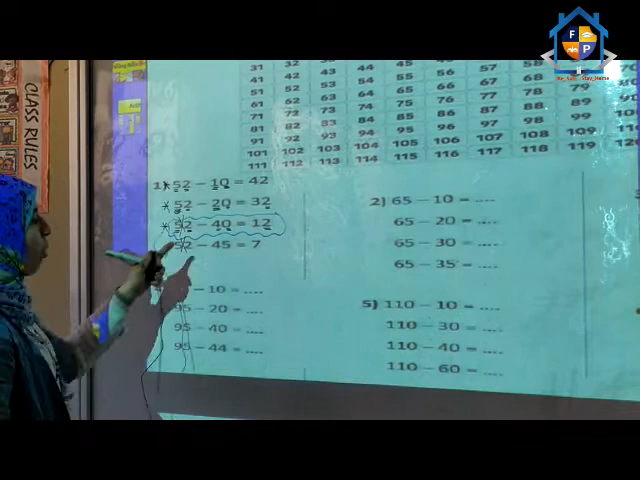 F
P
Be_Safe - Stay_Home
CLASS RULES
31 32 43 44 45
41 42 43 54 55 56 57 58
51 52 53 64 65 66 67 68 79
61 62 63 74 75 76 77 78 89
71 72 73 84 85 86 87 88 99
81 82 83 94 95 96 97 98 109
91 92 93 104 105 106 107 108 119
101 102 103 114 115 116 117 118
111 112 113
1) 52 - 10 = 42
* 52 - 20 = 32
* 52 - 40 = 12
52 - 45 = 7
2) 65 - 10 = ....
65 - 20 = ....
65 - 30 = ....
65 - 35 = ....
- 10 = ....
95 - 20 = ....
95 - 40 = ....
95 - 44 = ....
5) 110 - 10 = ....
110 - 30 = ....
110 - 40 = ....
110 - 60 = ....